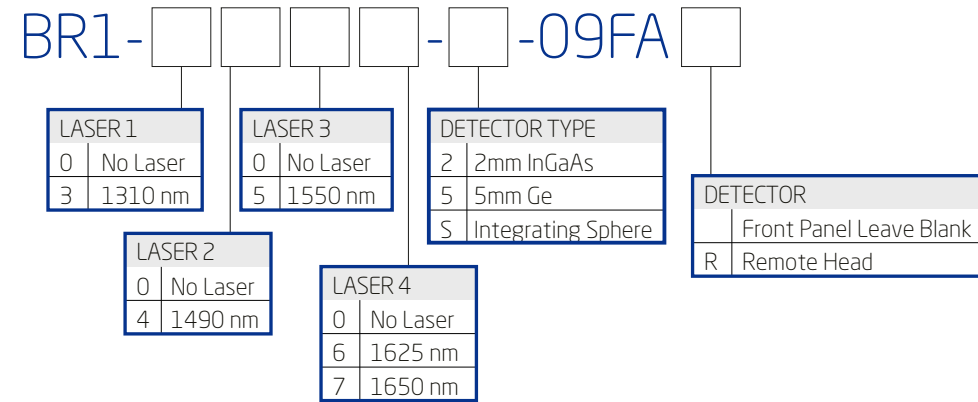 BR1- - -09FA
LASER 1
0 No Laser
3 1310 nm
LASER 2
0 No Laser
4 1490 nm
LASER 3
0 No Laser
5 1550 nm
LASER 4
0 No Laser
6 1625 nm
7 1650 nm
DETECTOR TYPE
2 2mm InGaAs
5 5mm Ge
S Integrating Sphere
DETECTOR
Front Panel Leave Blank
R Remote Head